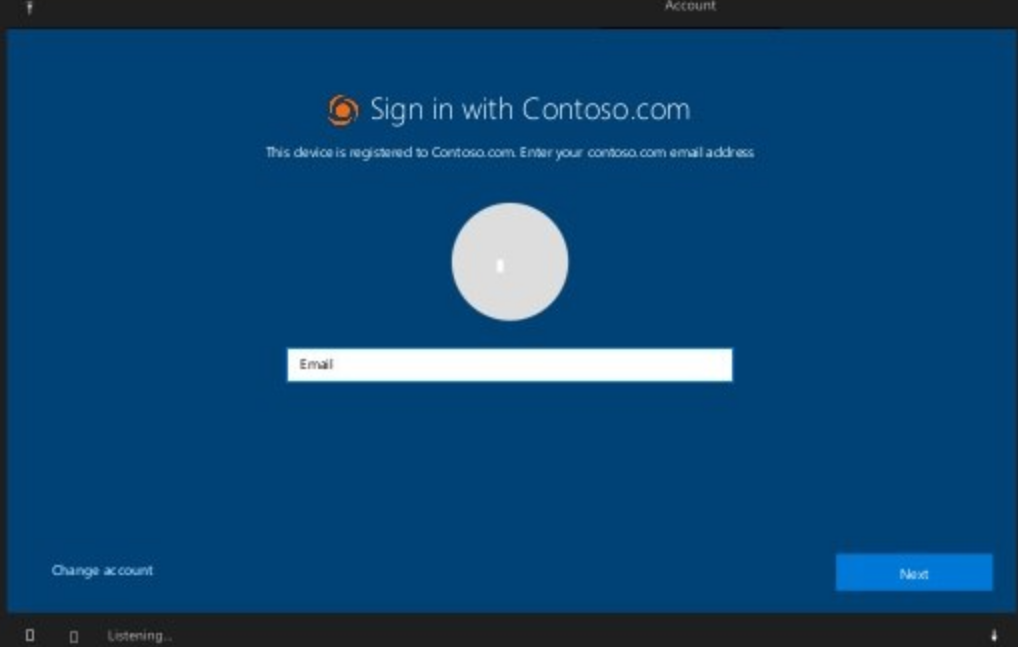 Account
Sign in with Contoso.com
This device is registered to Contoso.com. Enter your contoso.com email address
Email
Change account
Next
Listening...